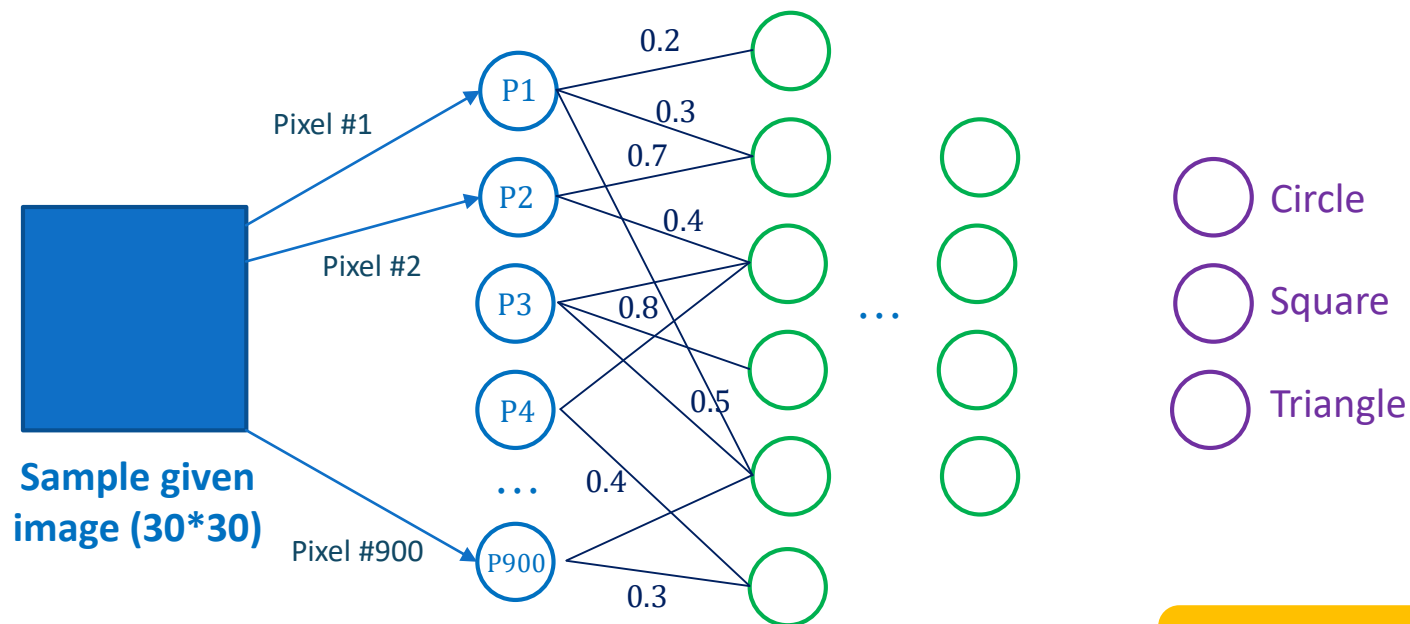 0.2
P1
Pixel #1
0.3
0.7
P2
Circle
0.4
Pixel #2
P3
0.8
Square
...
P4
0.5
Triangle
Sample given
image (30*30)
...
0.4
Pixel #900
P900
0.3